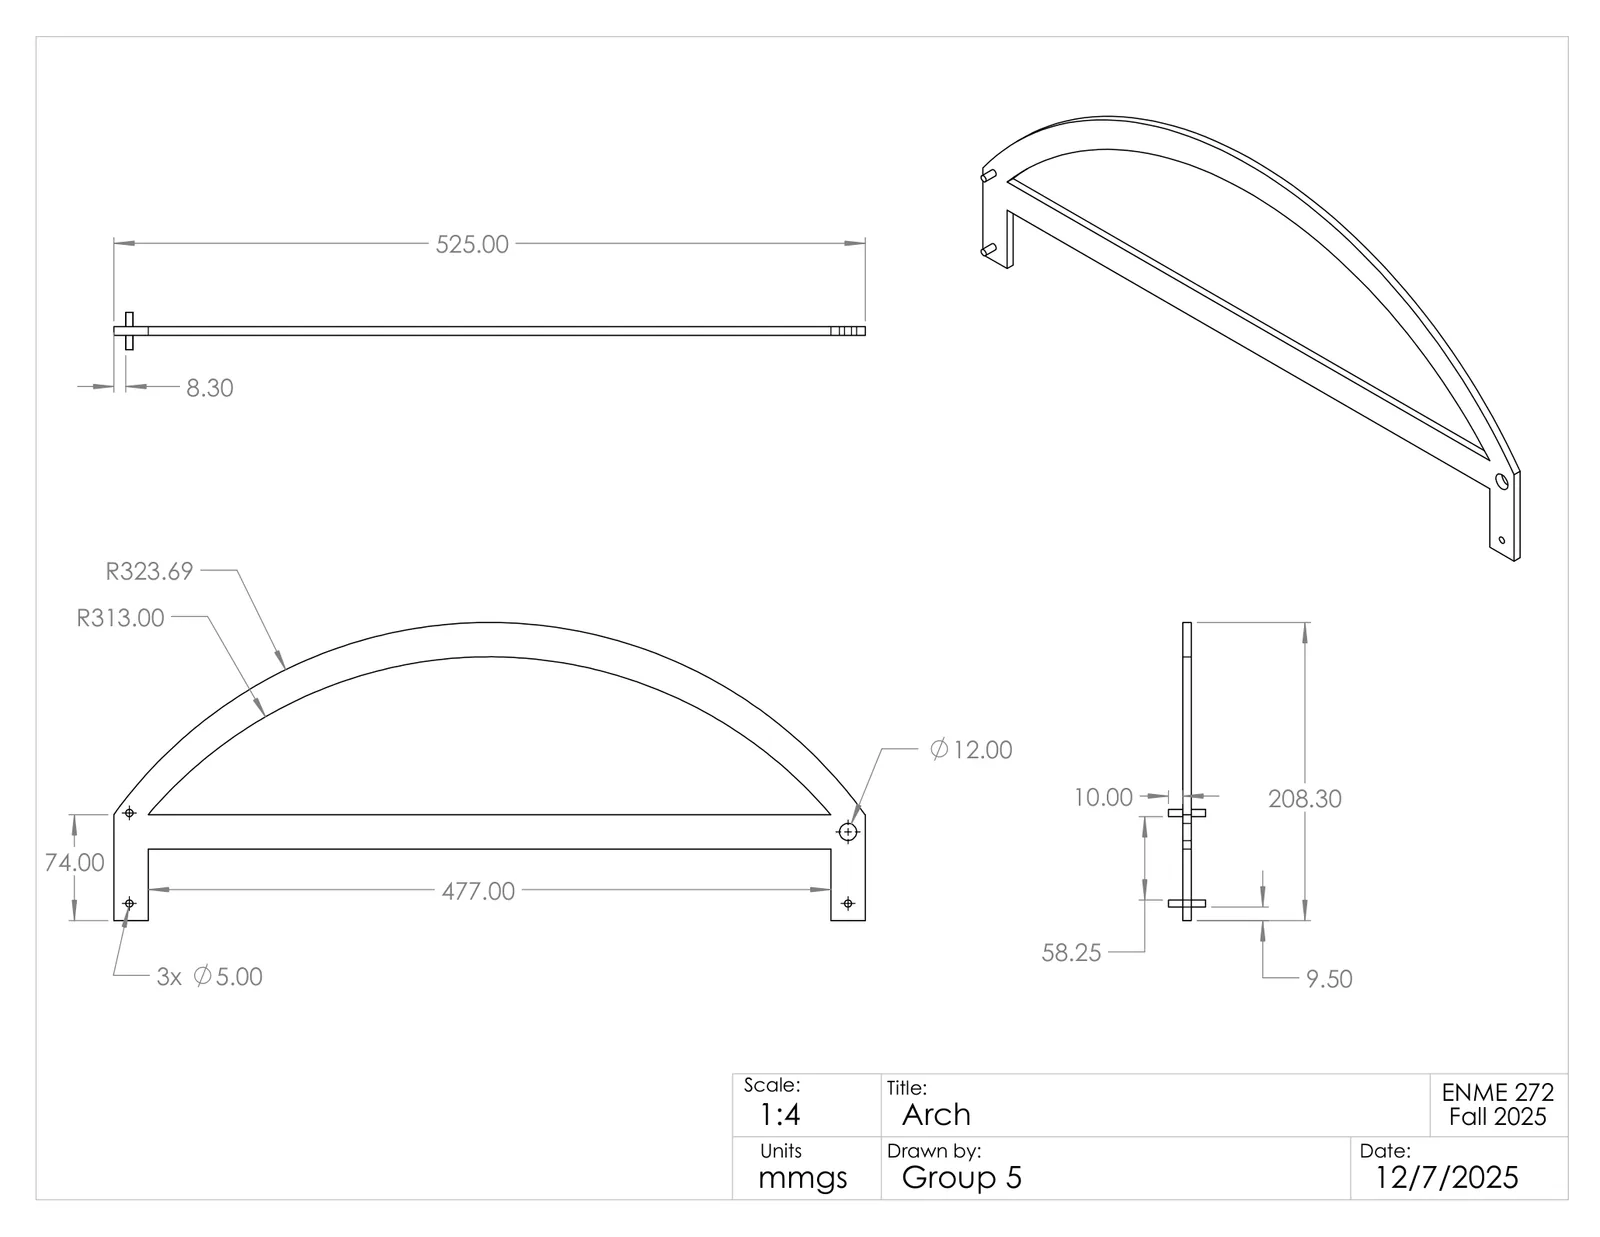 525.00
8.30
R323.69
R313.00
⌀12.00
74.00
477.00
3x ⌀5.00
10.00
208.30
58.25
9.50
Scale:
1:4
Title:
Arch
ENME 272
Fall 2025
Units
mmgs
Drawn by:
Group 5
Date:
12/7/2025